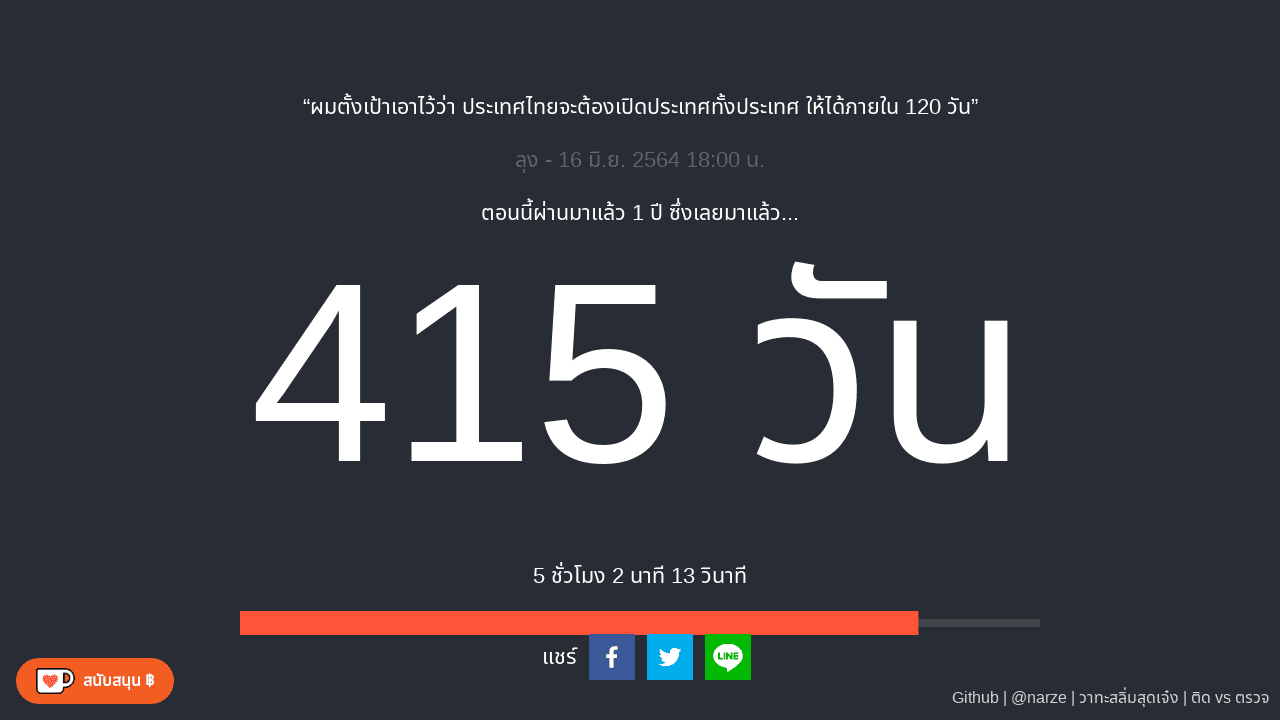 “ผมตั้งเป้าเอาไว้ว่า ประเทศไทยจะต้องเปิดประเทศทั้งประเทศ ให้ได้ภายใน 120 วัน”
ลุง - 16 มิ.ย. 2564 18:00 น.
ตอนนี้ผ่านมาแล้ว 1 ปี ซึ่งเลยมาแล้ว...
415 วัน
5 ชั่วโมง 2 นาที 13 วินาที
แชร์
LINE
สนับสนุน ฿
Github | @narze | วาทะสลิ่มสุดเจ๋ง | ติด vs ตรวจ